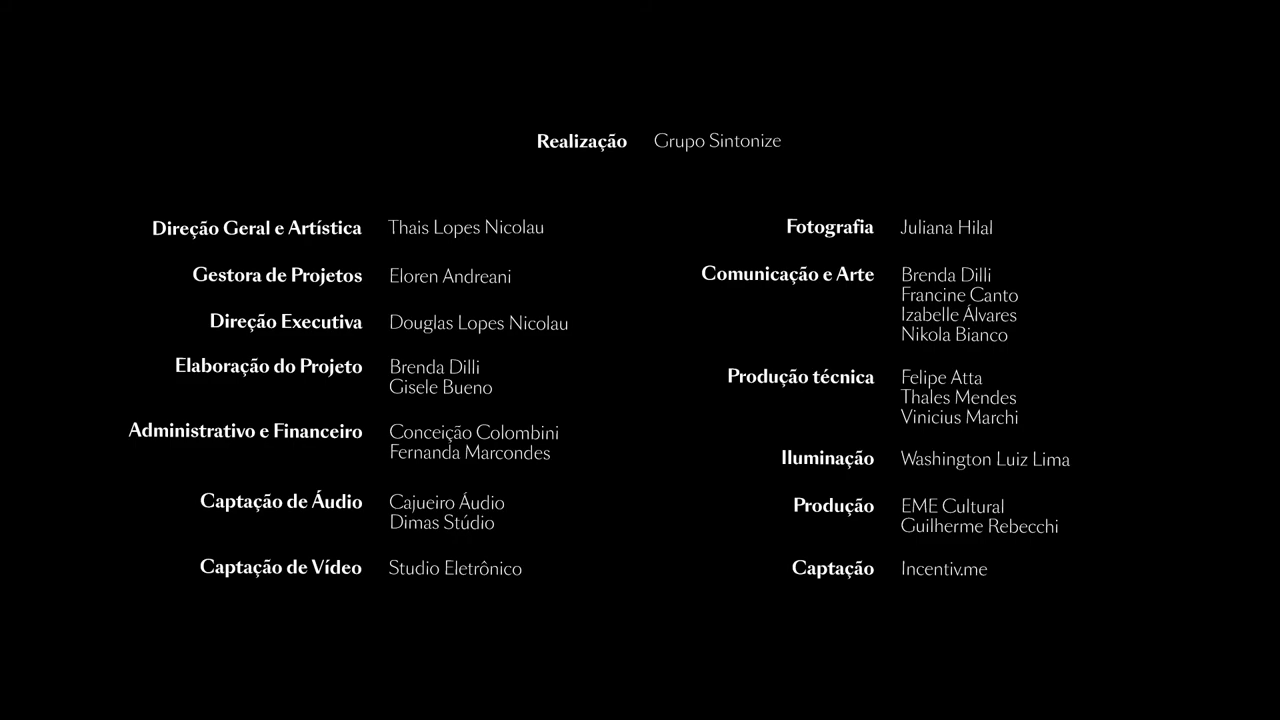 Realização Grupo Sintonize
Direção Geral e Artística Thais Lopes Nicolau
Gestora de Projetos Eloren Andreani
Direção Executiva Douglas Lopes Nicolau
Elaboração do Projeto Brenda Dilli
Gisele Bueno
Administrativo e Financeiro Conceição Colombini
Fernanda Marcondes
Captação de Áudio Cajueiro Áudio
Dimas Stúdio
Captação de Vídeo Studio Eletrônico
Fotografia Juliana Hilal
Comunicação e Arte Brenda Dilli
Francine Canto
Izabelle Álvares
Nikola Bianco
Produção técnica Felipe Atta
Thales Mendes
Vinicius Marchi
Iluminação Washington Luiz Lima
Produção EME Cultural
Guilherme Rebecchi
Captação Incentiv.me